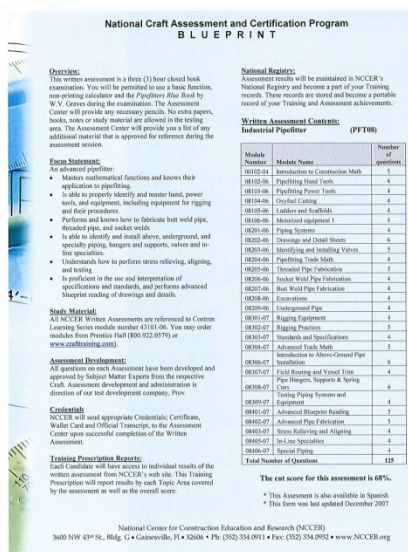 National Craft Assessment and Certification Program
BLUEPRINT
Overview:
This written assessment is a three (3) hour closed book
examination. You will be permitted to use a basic function,
non-printing calculator and the Pipefitters Blue Book by
W.V. Graves during the examination. The Assessment
Center will provide any necessary pencils. No extra papers,
books, notes or study material are allowed in the testing
area. The Assessment Center will provide you a list of any
additional material that is approved for reference during the
assessment session.
Focus Statement:
An advanced pipefitter:
• Masters mathematical functions and knows their
application to pipefitting.
• Is able to properly identify and master hand, power
tools, and equipment, including equipment for rigging
and their procedures.
• Performs and knows how to fabricate butt weld pipe,
threaded pipe, and socket welds
• Is able to identify and install above, underground, and
specialty piping, hangers and supports, valves and in-
line specialties.
• Understands how to perform stress relieving, aligning,
and testing
• Is proficient in the use and interpretation of
specifications and standards, and performs advanced
blueprint reading of drawings and details.
Study Material:
All NCCER Written Assessments are referenced to Contren
Learning Series module number 43101-06. You may order
modules from Prentice Hall (800.922.0579) or
www.crafttraining.com).
Assessment Development:
All questions on each Assessment have been developed and
approved by Subject Matter Experts from the respective
Craft. Assessment development and administration is
direction of our test development company, Prov.
Credentials
NCCER will send appropriate Credentials; Certificate,
Wallet Card and Official Transcript, to the Assessment
Center upon successful completion of the Written
Assessment.
Training Prescription Reports:
Each Candidate will have access to individual results of the
written assessment from NCCER's web site. This Training
Prescription will report results by each Topic Area covered
by the assessment as well as the overall score.
National Registry:
Assessment results will be maintained in NCCER's
National Registry and become a part of your Training
records. These records are stored and become a portable
record of your Training and Assessment achievements.
Written Assessment Contents:
Industrial Pipefitter (PFT08)
Module Number Module Name Number of questions
00102-04 Introduction to Construction Math 5
08102-06 Pipefitting Hand Tools 4
08103-06 Pipefitting Power Tools 4
08104-06 Oxyfuel Cutting 4
08105-06 Ladders and Scaffolds 4
08106-06 Motorized equipment 1 4
08201-06 Piping Systems 4
08202-06 Drawings and Detail Sheets 6
08203-06 Identifying and Installing Valves 5
08204-06 Pipefitting Trade Math 4
08205-06 Threaded Pipe Fabrication 5
08206-06 Socket Weld Pipe Fabrication 4
08207-06 Butt Weld Pipe Fabrication 4
08208-06 Excavations 4
08209-06 Underground Pipe 4
08301-07 Rigging Equipment 4
08302-07 Rigging Practices 5
08303-07 Standards and Specifications 4
08304-07 Advanced Trade Math 5
08306-07 Introduction to Above-Ground Pipe Installation 6
08307-07 Field Routing and Vessel Trim 4
08308-07 Pipe Hangers, Supports & Spring Cans 6
08309-07 Testing Piping Systems and Equipment 4
08401-07 Advanced Blueprint Reading 5
08402-07 Advanced Pipe Fabrication 5
08403-07 Stress Relieving and Aligning 4
08405-07 In-Line Specialties 4
08406-07 Special Piping 4
Total Number of Questions 125
The cut score for this assessment is 68%.
* This Assesment is also available in Spanish
* This form was last updated December 2007
National Center for Construction Education and Research (NCCER)
3600 NW 43rd St., Bldg. G • Gainesville, Fl • 32606 • Ph: (352) 334.0911 • Fax: (352) 334.0932 • www.NCCER.org